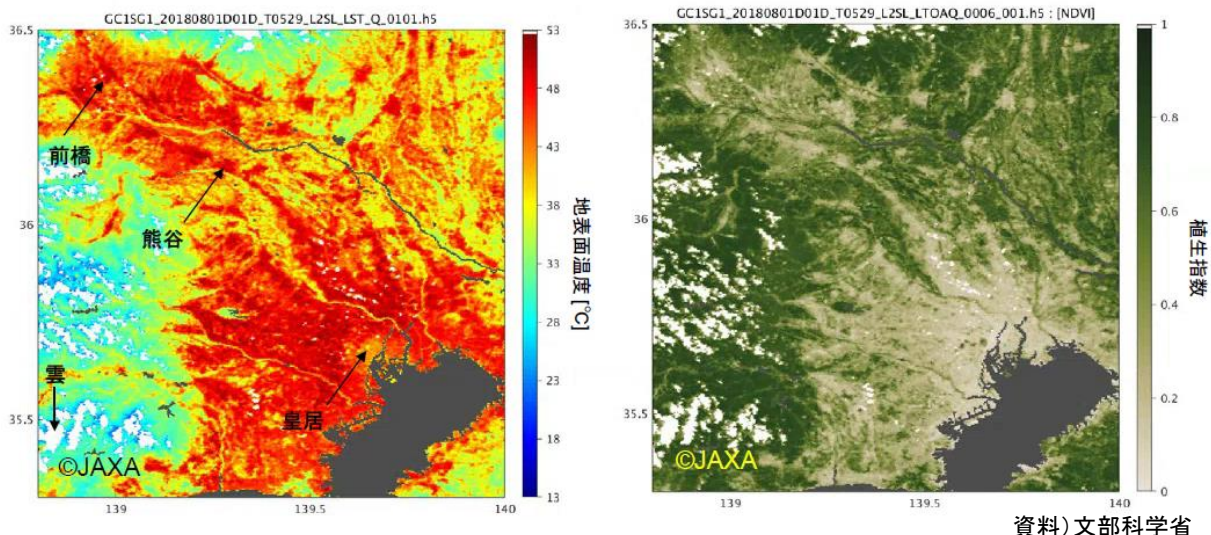 GC1SG1_20180801D01D_T0529_L2SL_LST_Q_0101.h5
36.5
36
35.5
139
139.5
140
前橋
熊谷
皇居
雲
©JAXA
53
48
43
38
33
28
23
18
13
地表面温度 [℃]
GC1SG1_20180801D01D_T0529_L2SL_LTOAQ_0006_001.h5 : [NDVI]
36.5
36
35.5
139
139.5
140
©JAXA
1
0.8
0.6
0.4
0.2
0
植生指数
資料)文部科学省